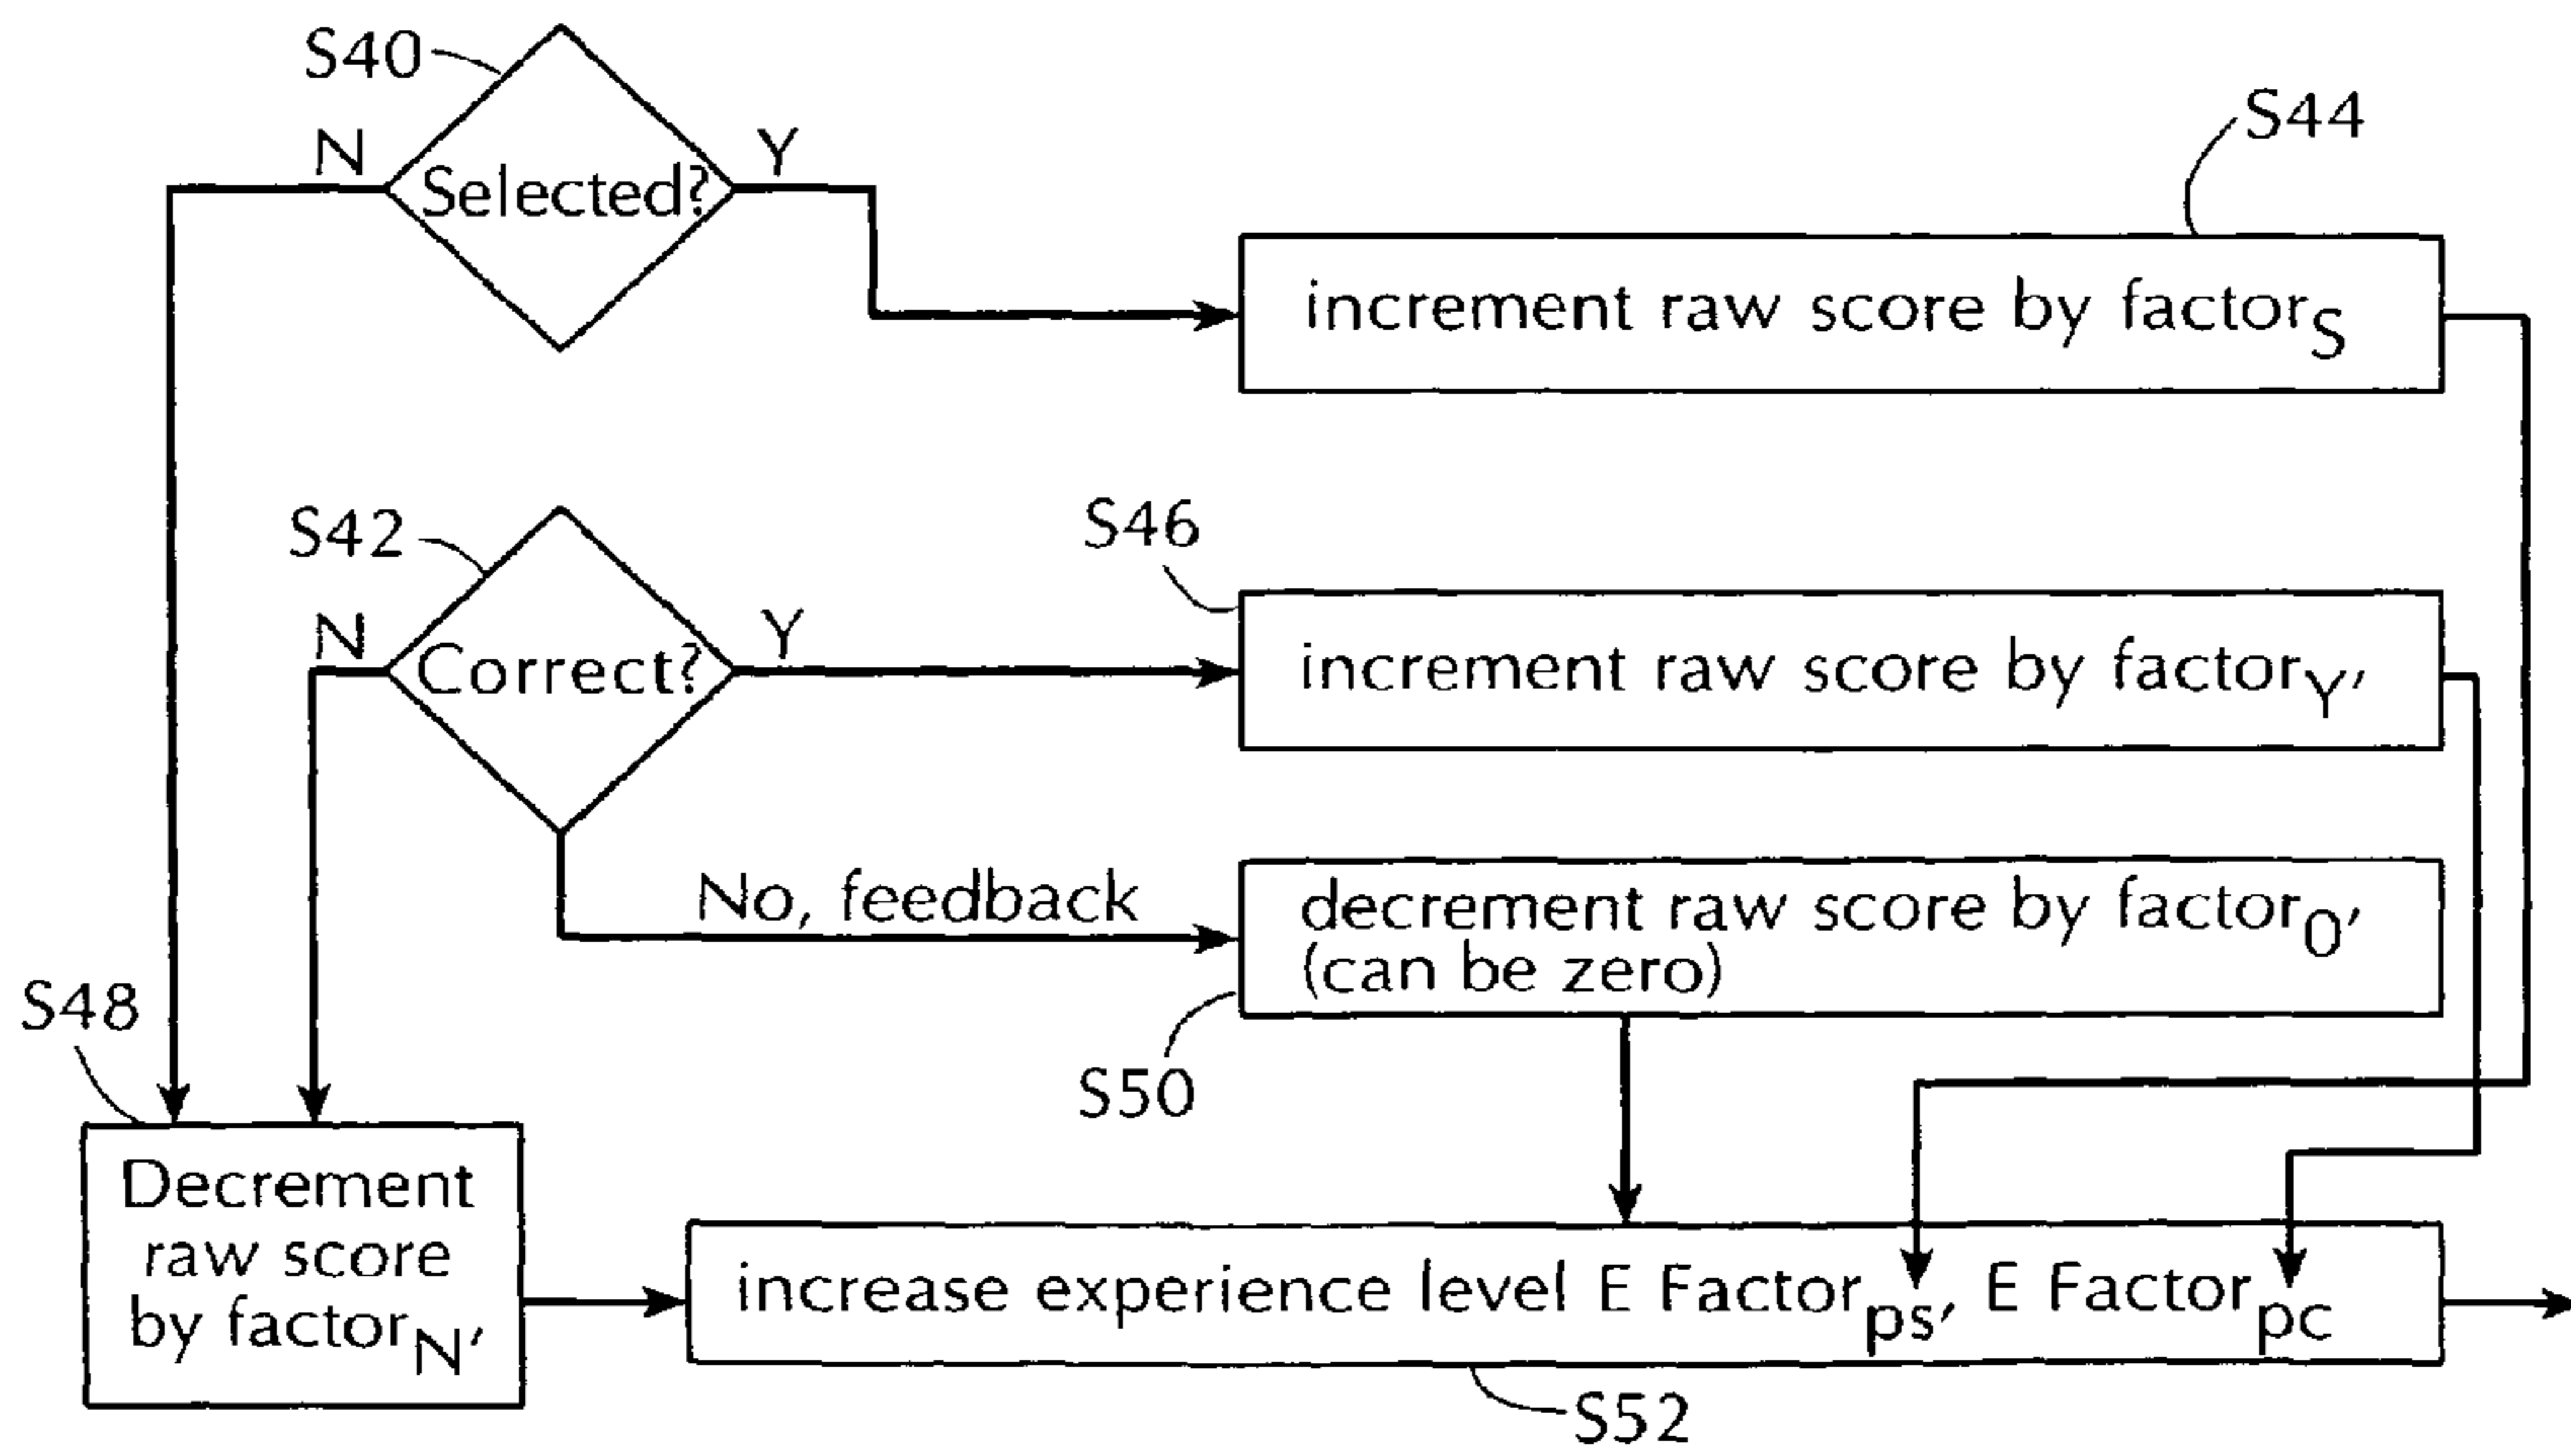 S40
N
Y
Selected?
S44
increment raw score by factorS
S42
S46
N
Y
Correct?
increment raw score by factorY'
No, feedback
decrement raw score by factor0'
(can be zero)
S48
S50
Decrement
raw score
by factorN'
increase experience level E Factorps, E Factorpc
S52